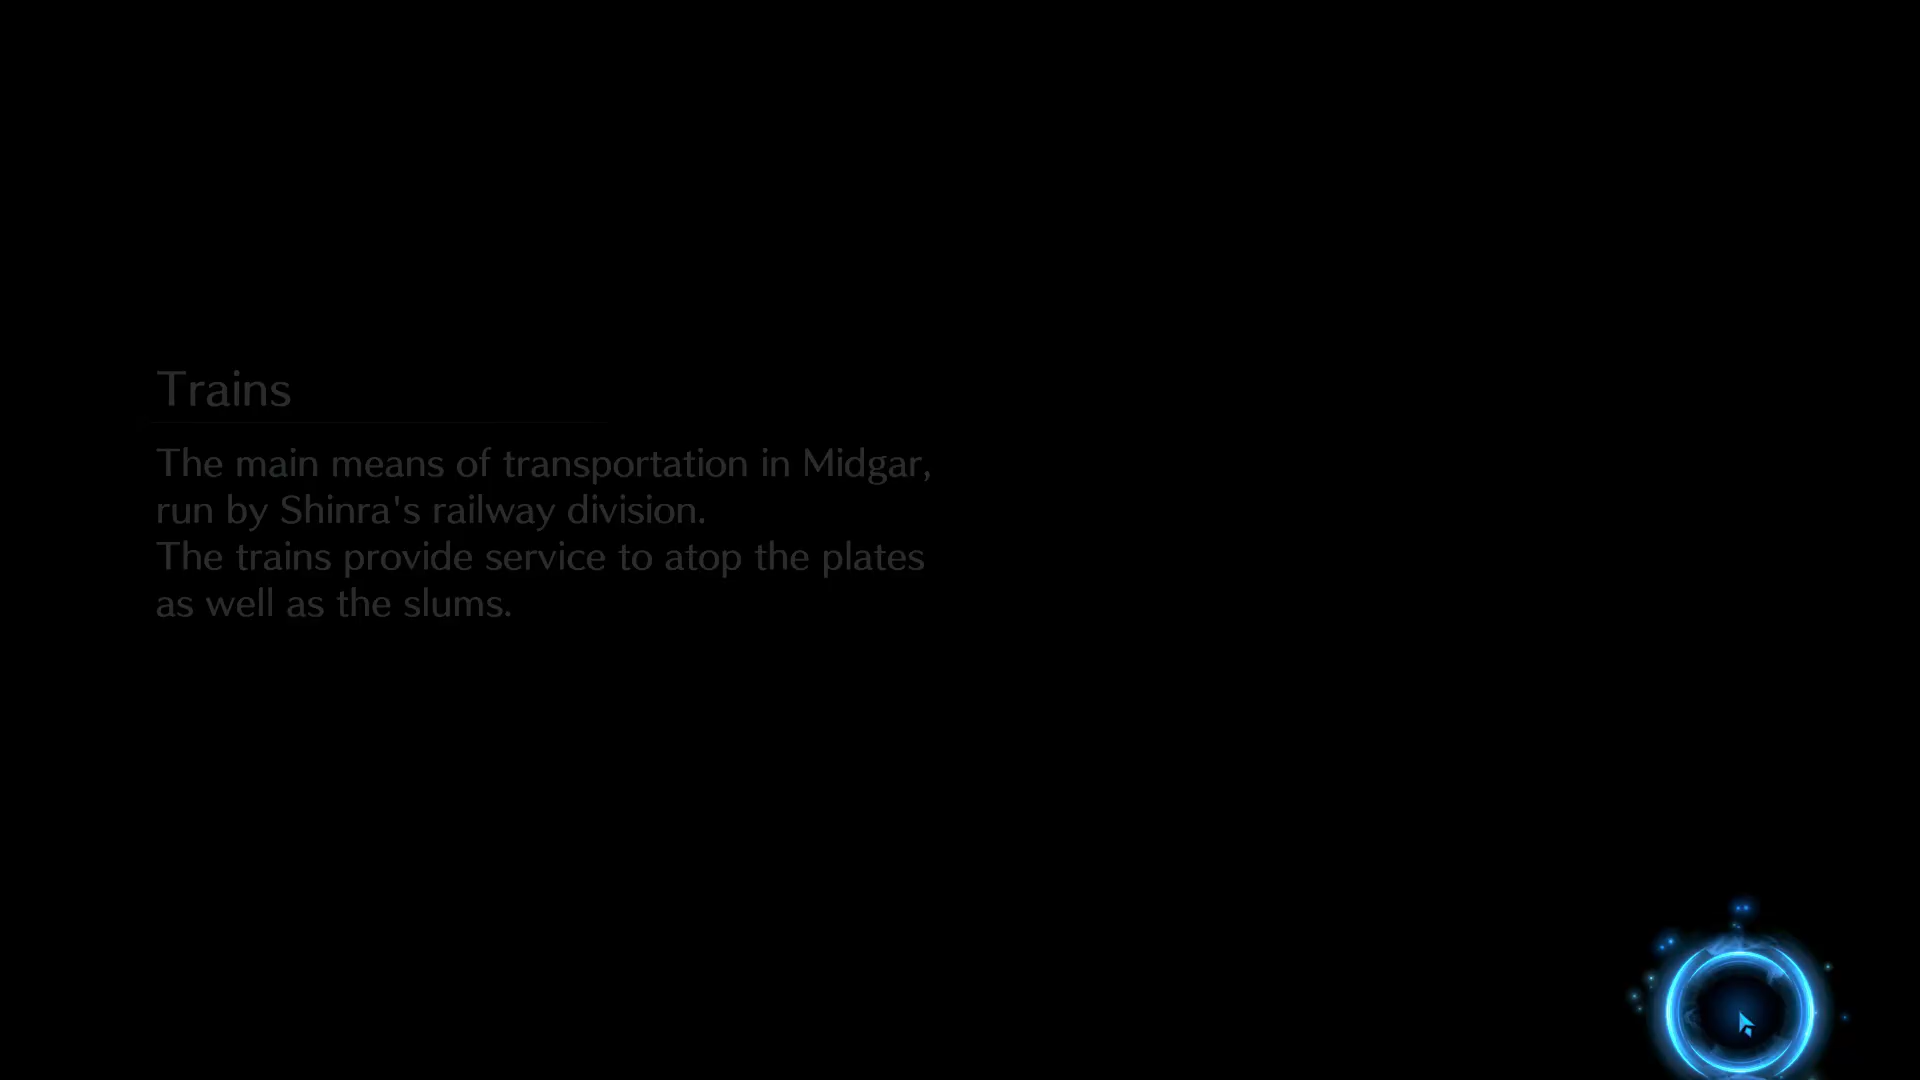 Trains
The main means of transportation in Midgar,
run by Shinra's railway division.
The trains provide service to atop the plates
as well as the slums.